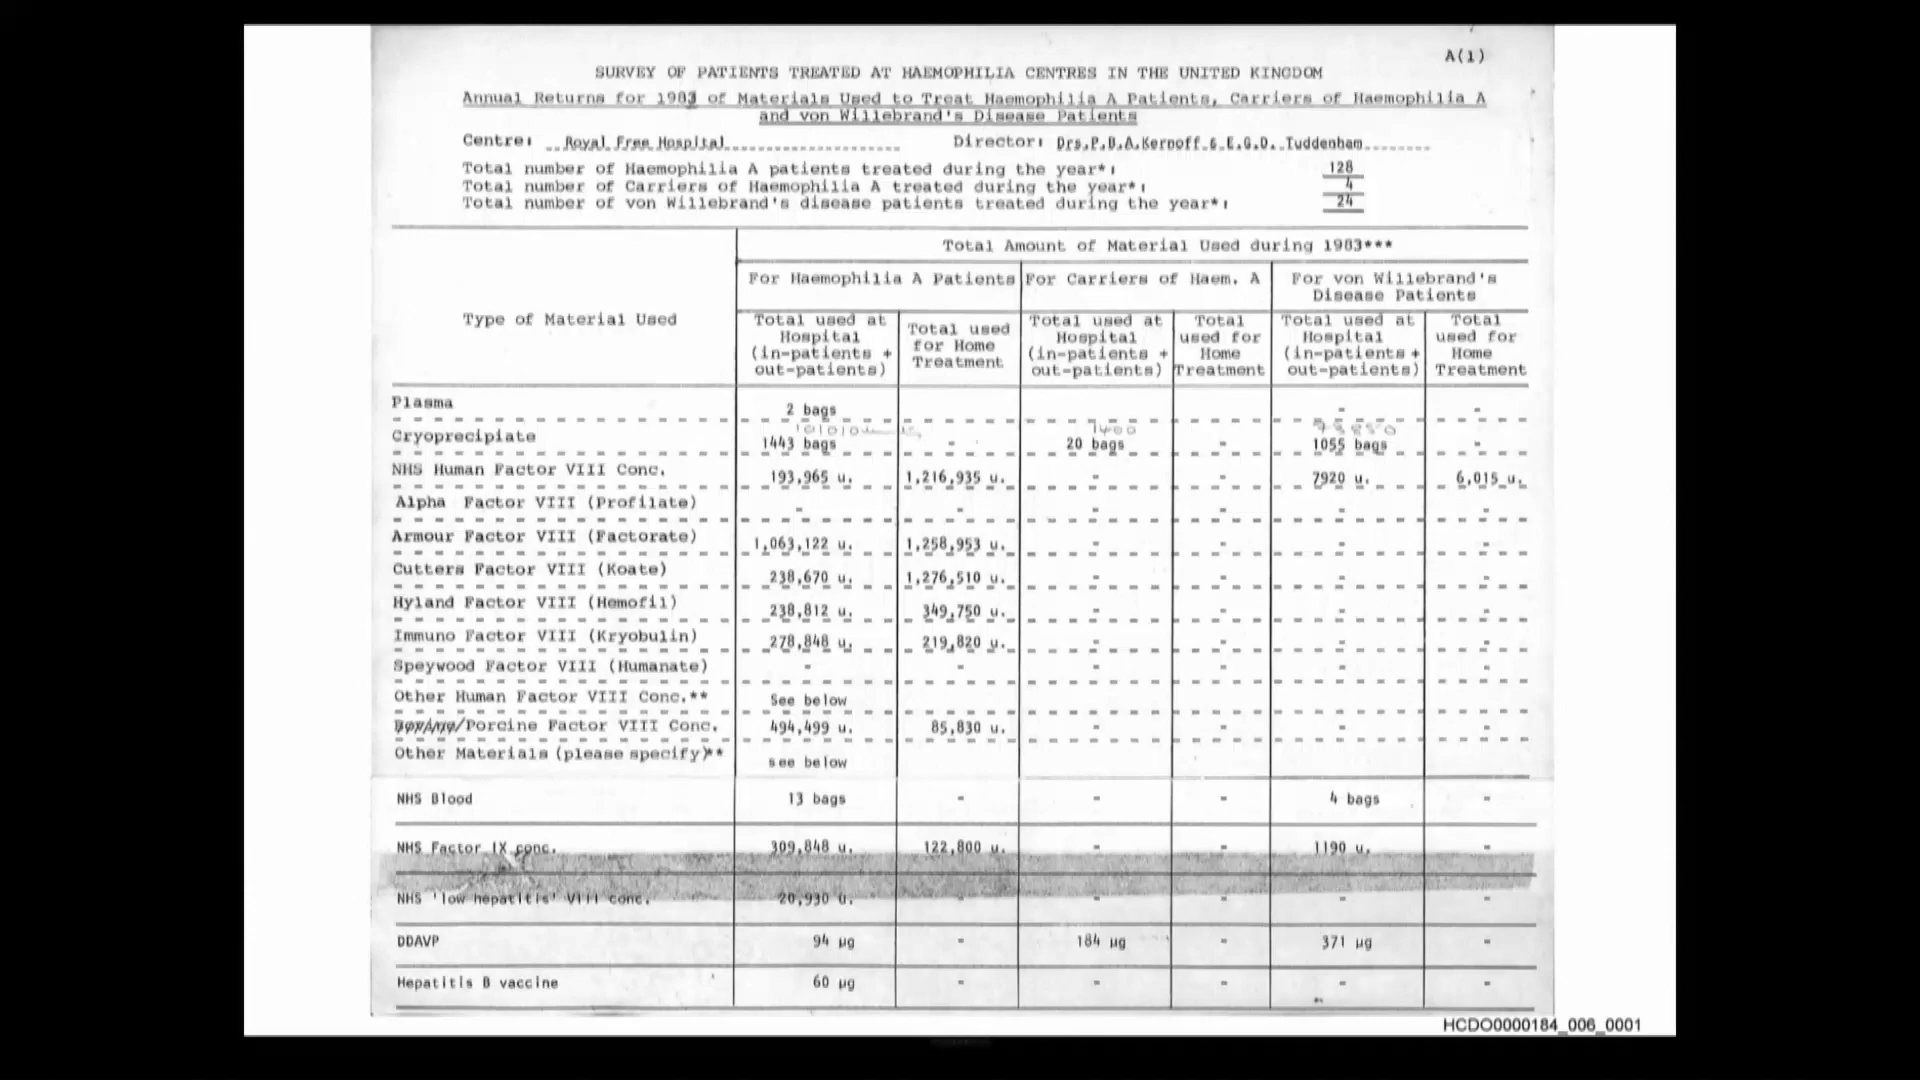 A(1)
SURVEY OF PATIENTS TREATED AT HAEMOPHILIA CENTRES IN THE UNITED KINGDOM
Annual Returns for 1983 of Materials Used to Treat Haemophilia A Patients, Carriers of Haemophilia A
and von Willebrand's Disease Patients
Centre: Royal Free Hospital Director: Drs.P.B.A.Kernoff & E.G.D. Tuddenham
Total number of Haemophilia A patients treated during the year*: 128
Total number of Carriers of Haemophilia A treated during the year*: 4
Total number of von Willebrand's disease patients treated during the year*: 24
Type of Material Used
Total Amount of Material Used during 1983***
For Haemophilia A Patients For Carriers of Haem. A For von Willebrand's Disease Patients
Total used at Hospital (in-patients + out-patients) Total used for Home Treatment Total used at Hospital (in-patients + out-patients) Total used for Home Treatment Total used at Hospital (in-patients + out-patients) Total used for Home Treatment
Plasma 2 bags - -
101010 1400 73850
Cryoprecipiate 1443 bags - 20 bags - 1055 bags -
NHS Human Factor VIII Conc. 193,965 u. 1,216,935 u. - - 7920 u. 6,015 u.
Alpha Factor VIII (Profilate) - - - - - -
Armour Factor VIII (Factorate) 1,063,122 u. 1,258,953 u. - - - -
Cutters Factor VIII (Koate) 238,670 u. 1,276,510 u. - - - -
Hyland Factor VIII (Hemofil) 238,812 u. 349,750 u. - - - -
Immuno Factor VIII (Kryobulin) 278,848 u. 219,820 u. - - - -
Speywood Factor VIII (Humanate) - - - - - -
Other Human Factor VIII Conc.** See below
/Porcine Factor VIII Conc. 494,499 u. 85,830 u. - - - -
Other Materials (please specify)** see below
NHS Blood 13 bags - - - 4 bags -
NHS Factor IX conc. 309,848 u. 122,800 u. - - 1190 u. -
NHS 'low hepatitis' VIII conc. 20,930 u. - - - - -
DDAVP 94 µg - 184 µg - 371 µg -
Hepatitis B vaccine 60 µg - - - - -
HCDO0000184_006_0001